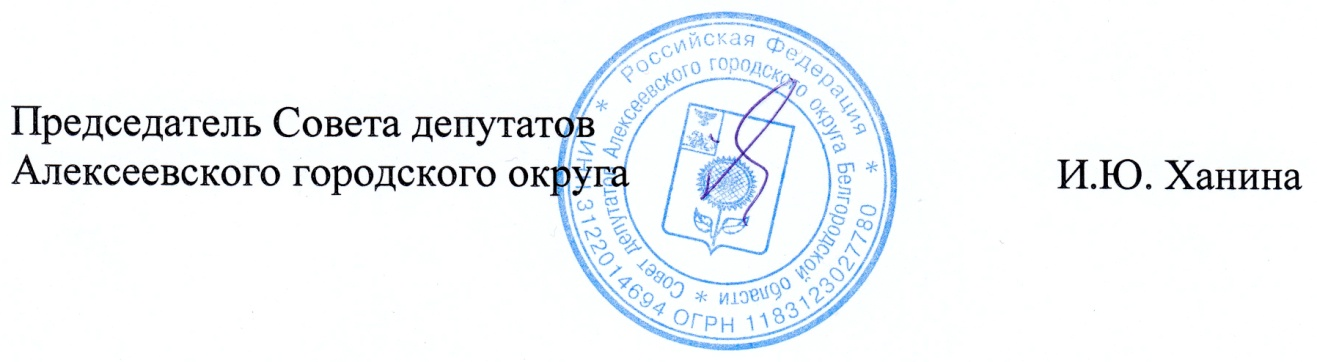 Председатель Совета депутатов
Алексеевского городского округа
И.Ю. Ханина
* Российская Федерация * ИНН 3122014694 ОГРН 1183123027780
Совет депутатов Алексеевского городского округа Белгородской области *